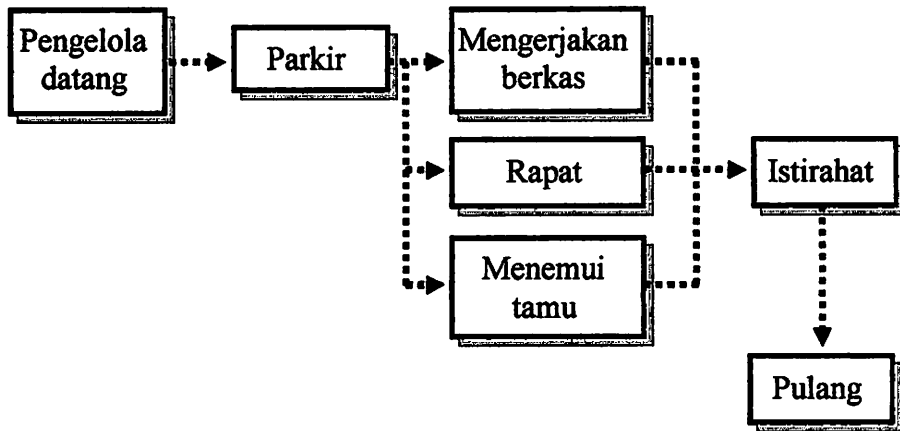 Pengelola
datang
Parkir
Mengerjakan
berkas
Rapat
Menemui
tamu
Istirahat
Pulang